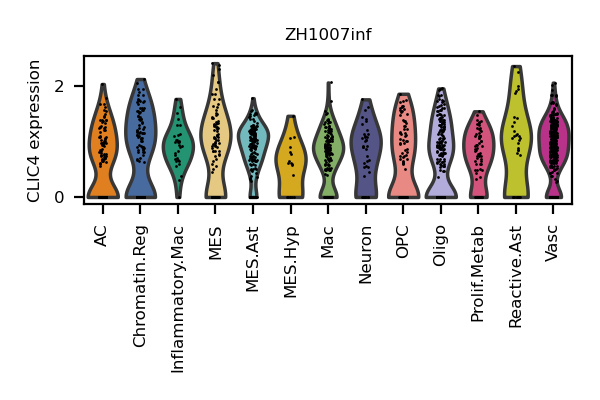 ZH1007inf
CLIC4 expression
2
0
AC
Chromatin.Reg
Inflammatory.Mac
MES
MES.Ast
MES.Hyp
Mac
Neuron
OPC
Oligo
Prolif.Metab
Reactive.Ast
Vasc